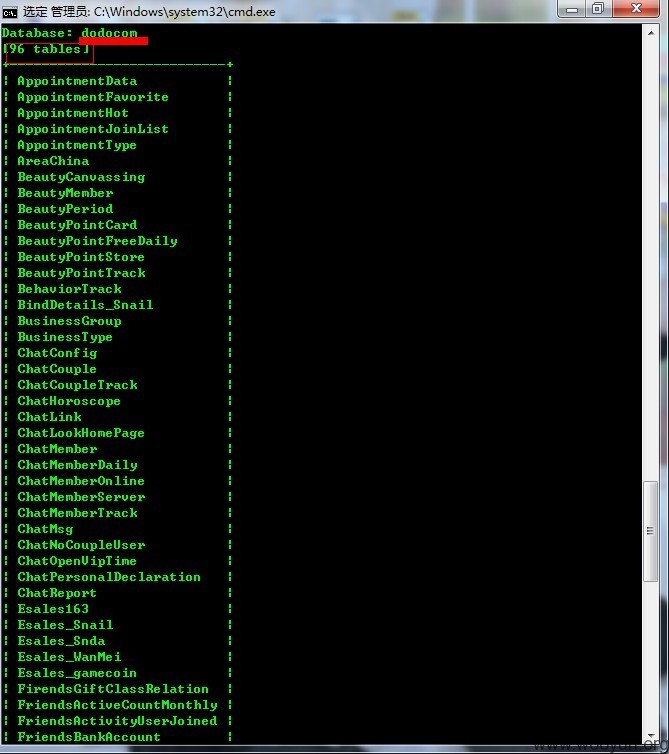 选定 管理员: C:\Windows\system32\cmd.exe
Database: dodocom
[96 tables]
+---------------------------+
| AppointmentData |
| AppointmentFavorite |
| AppointmentHot |
| AppointmentJoinList |
| AppointmentType |
| AreaChina |
| BeautyCanvassing |
| BeautyMember |
| BeautyPeriod |
| BeautyPointCard |
| BeautyPointFreeDaily |
| BeautyPointStore |
| BeautyPointTrack |
| BehaviorTrack |
| BindDetails_Snail |
| BusinessGroup |
| BusinessType |
| ChatConfig |
| ChatCouple |
| ChatCoupleTrack |
| ChatHoroscope |
| ChatLink |
| ChatLookHomePage |
| ChatMember |
| ChatMemberDaily |
| ChatMemberOnline |
| ChatMemberServer |
| ChatMemberTrack |
| ChatMsg |
| ChatNoCoupleUser |
| ChatOpenVipTime |
| ChatPersonalDeclaration |
| ChatReport |
| Esales163 |
| Esales_Snail |
| Esales_Snda |
| Esales_WanMei |
| Esales_gamecoin |
| FirendsGiftClassRelation |
| FriendsActiveCountMonthly |
| FriendsActivityUserJoined |
| FriendsBankAccount |
www.wooyun.org